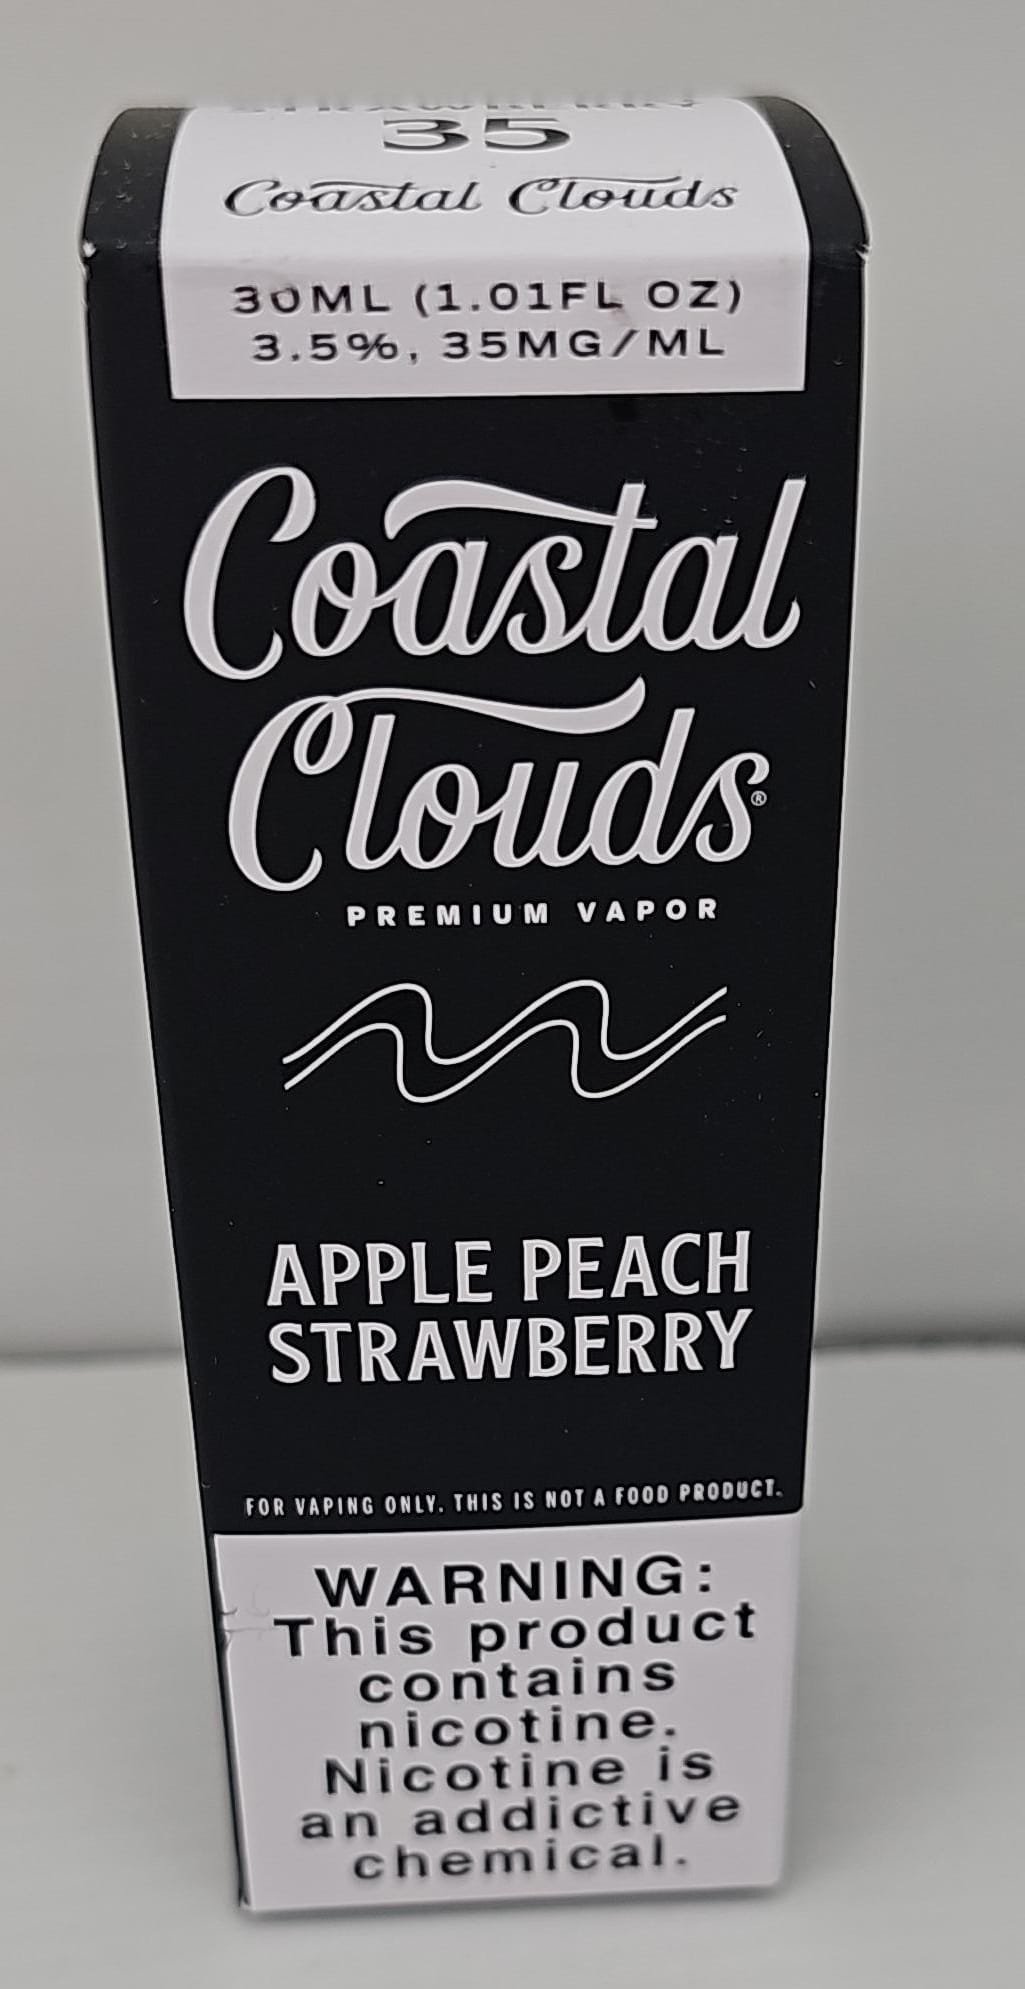 35
Coastal Clouds
30ML (1.01FL OZ)
3.5%, 35MG/ML
Coastal
Clouds®
PREMIUM VAPOR
APPLE PEACH
STRAWBERRY
FOR VAPING ONLY. THIS IS NOT A FOOD PRODUCT.
WARNING:
This product
contains
nicotine.
Nicotine is
an addictive
chemical.